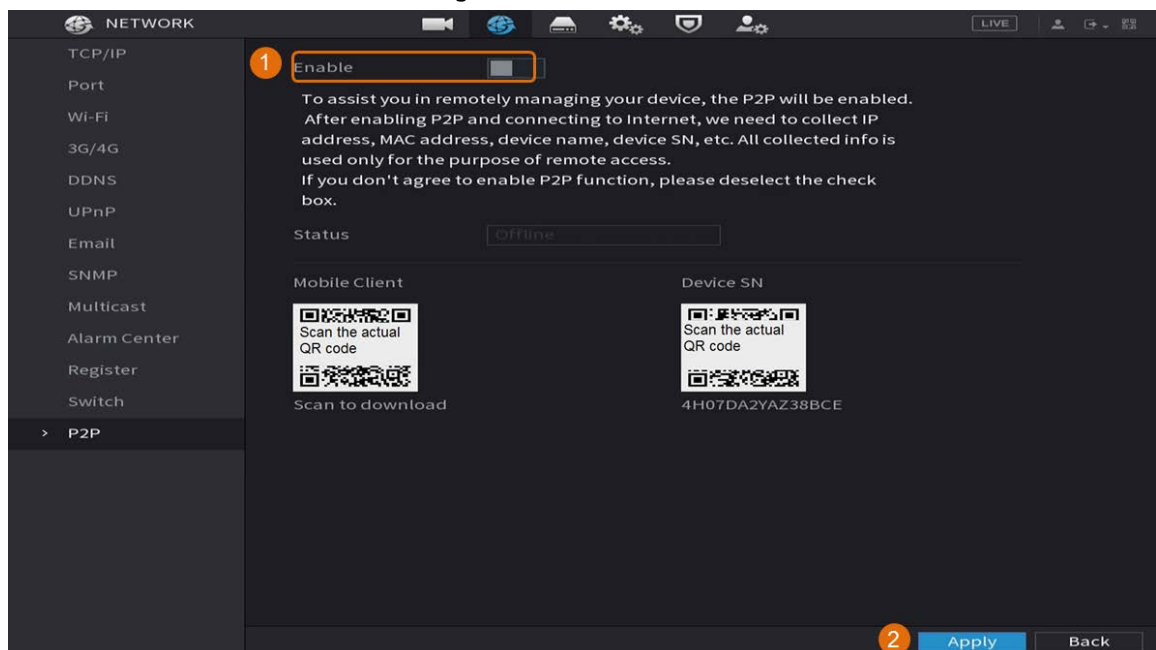 NETWORK
LIVE
TCP/IP
Port
Wi-Fi
3G/4G
DDNS
UPnP
Email
SNMP
Multicast
Alarm Center
Register
Switch
> P2P
1
Enable
To assist you in remotely managing your device, the P2P will be enabled.
After enabling P2P and connecting to Internet, we need to collect IP
address, MAC address, device name, device SN, etc. All collected info is
used only for the purpose of remote access.
If you don't agree to enable P2P function, please deselect the check
box.
Status
Offline
Mobile Client
Scan the actual
QR code
Scan to download
Device SN
Scan the actual
QR code
4H07DA2YAZ38BCE
2
Apply
Back